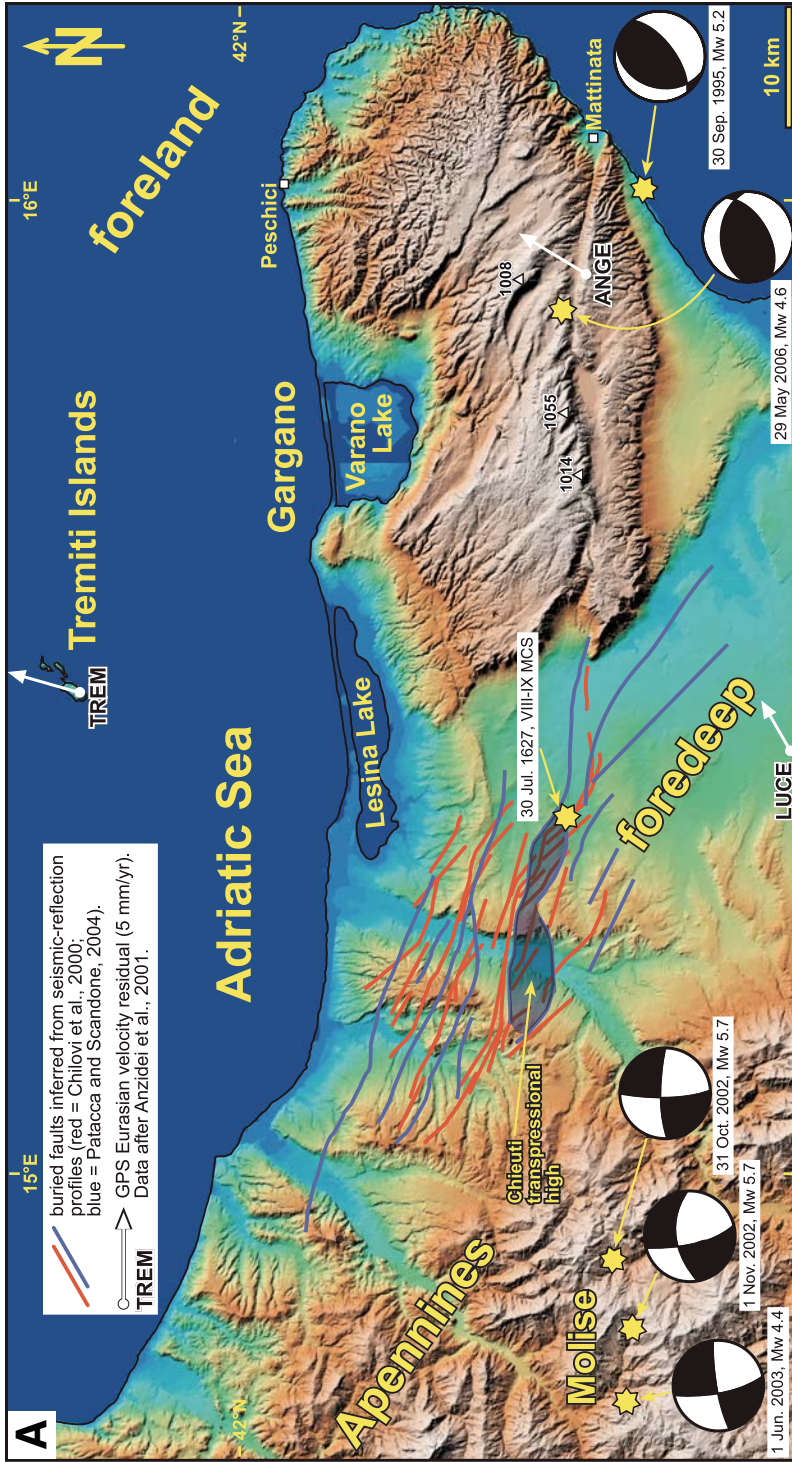 A
buried faults inferred from seismic-reflection
profiles (red = Chilovi et al., 2000;
blue = Patacca and Scandone, 2004).
GPS Eurasian velocity residual (5 mm/yr).
Data after Anzidei et al., 2001.
TREM
15°E
16°E
N
42°N
42°N
Tremiti Islands
TREM
foreland
Adriatic Sea
Gargano
Peschici
Lesina Lake
Varano
Lake
Apennines
Molise
Chieuti
transpressional
high
30 Jul. 1627, VIII-IX MCS
foredeep
LUCE
1014
1055
1008
ANGE
Mattinata
1 Jun. 2003, Mw 4.4
1 Nov. 2002, Mw 5.7
31 Oct. 2002, Mw 5.7
29 May 2006, Mw 4.6
30 Sep. 1995, Mw 5.2
10 km